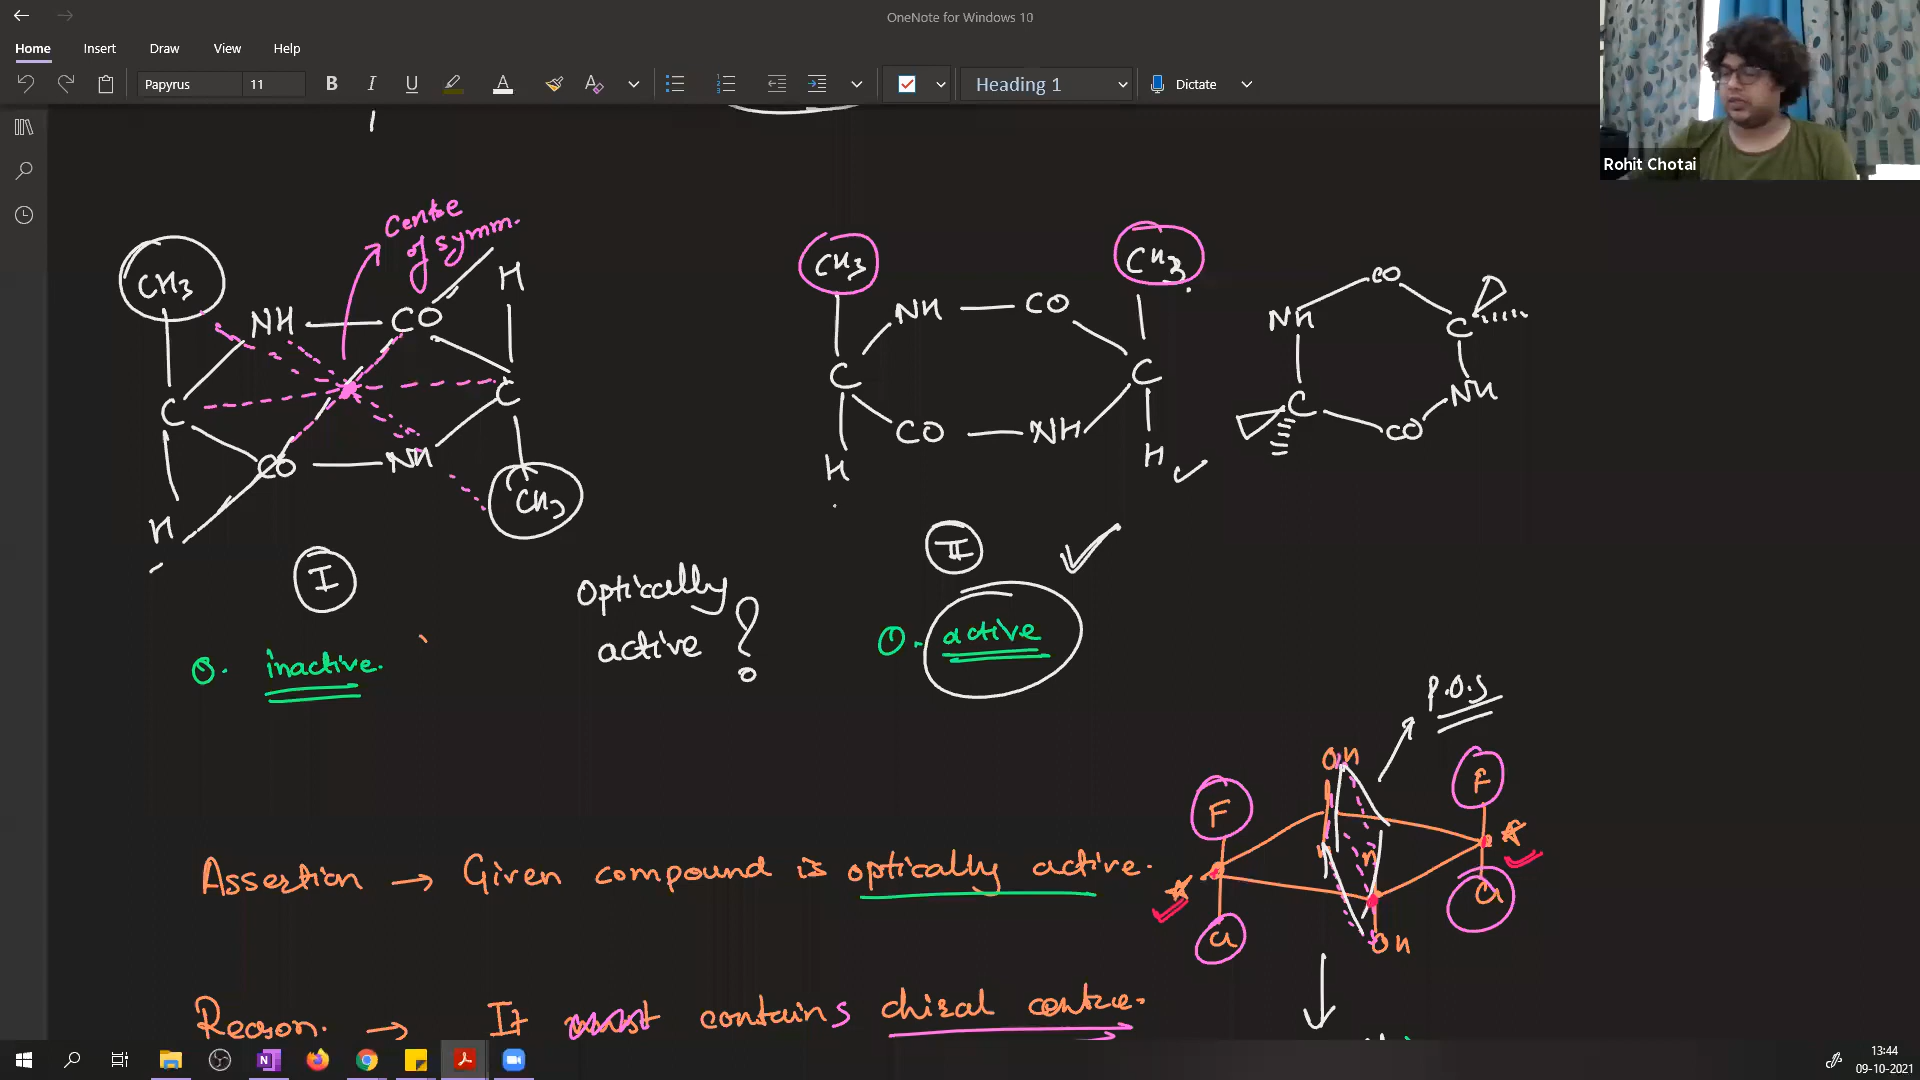 OneNote for Windows 10
Home Insert Draw View Help
Papyrus 11 B I U A Heading 1 Dictate
Rohit Chotai
Centre
of symm.
CH3 NH CO H
C C
CO NH CH3
H
I
O. inactive.
Optically
active ?
CH3 CH3
NH CO
C C
CO NH
H H
II
O. active
CO
NH C
C NH
CO
P.O.S
OH F
F
H H
Cl Cl
OH
Assertion → Given compound is optically active.
Reason. → It must contains chiral centre.
N
13:44
09-10-2021